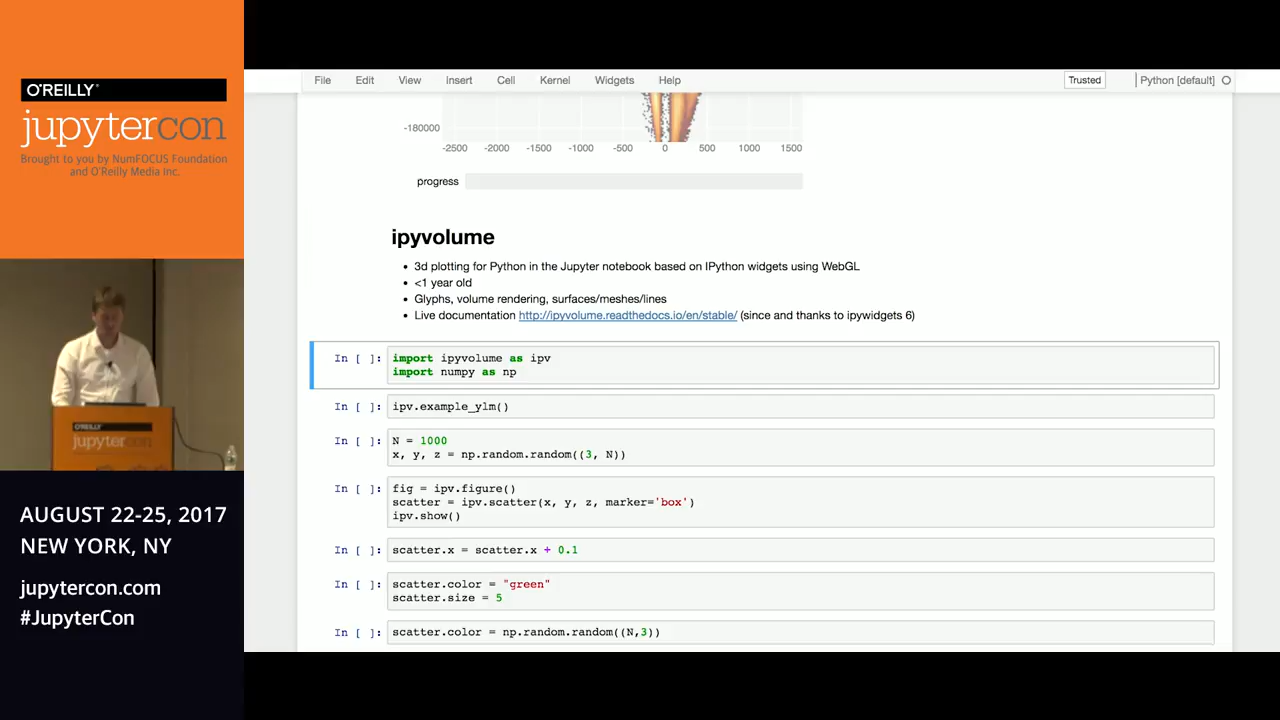 O'REILLY®
jupytercon
Brought to you by NumFOCUS Foundation
and O'Reilly Media Inc.
O'REILLY
jupytercon
AUGUST 22-25, 2017
NEW YORK, NY
jupytercon.com
#JupyterCon
File Edit View Insert Cell Kernel Widgets Help Trusted Python [default]
-180000
-2500 -2000 -1500 -1000 -500 0 500 1000 1500
progress
ipyvolume
• 3d plotting for Python in the Jupyter notebook based on IPython widgets using WebGL
• <1 year old
• Glyphs, volume rendering, surfaces/meshes/lines
• Live documentation http://ipyvolume.readthedocs.io/en/stable/ (since and thanks to ipywidgets 6)
In [ ]: import ipyvolume as ipv
import numpy as np
In [ ]: ipv.example_ylm()
In [ ]: N = 1000
x, y, z = np.random.random((3, N))
In [ ]: fig = ipv.figure()
scatter = ipv.scatter(x, y, z, marker='box')
ipv.show()
In [ ]: scatter.x = scatter.x + 0.1
In [ ]: scatter.color = "green"
scatter.size = 5
In [ ]: scatter.color = np.random.random((N,3))